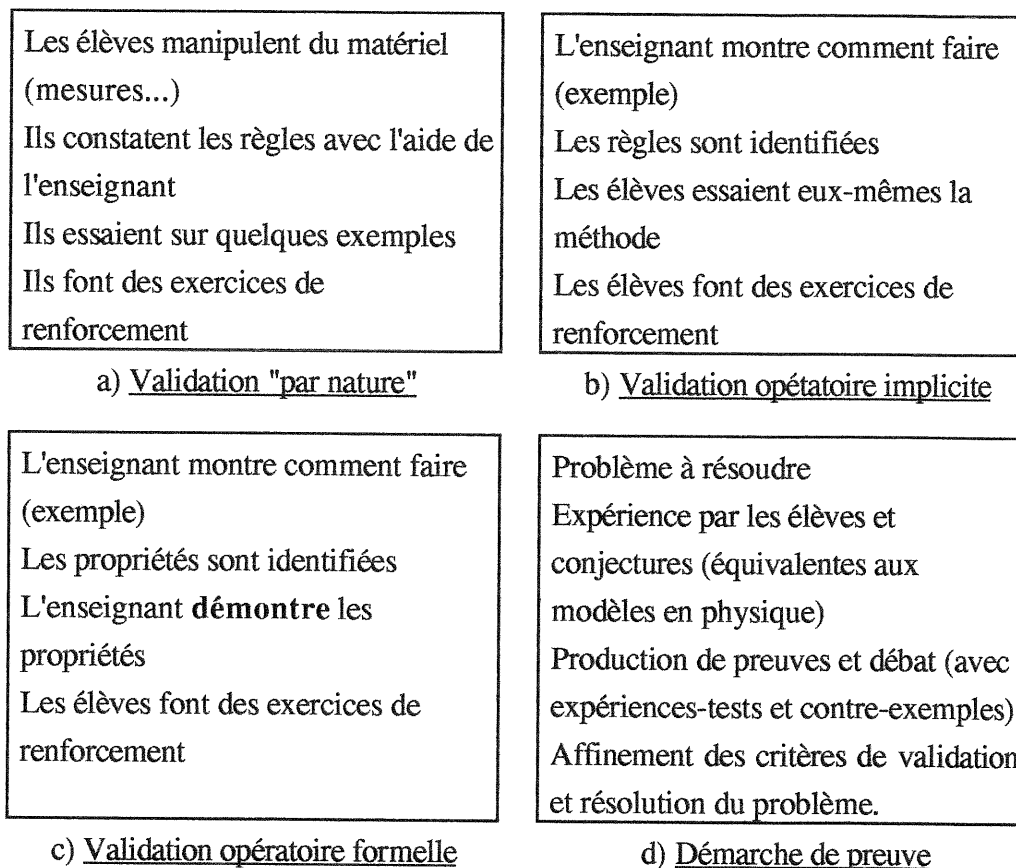 Les élèves manipulent du matériel
(mesures...)
Ils constatent les règles avec l'aide de
l'enseignant
Ils essaient sur quelques exemples
Ils font des exercices de
renforcement
a) Validation "par nature"
L'enseignant montre comment faire
(exemple)
Les règles sont identifiées
Les élèves essaient eux-mêmes la
méthode
Les élèves font des exercices de
renforcement
b) Validation opétatoire implicite
L'enseignant montre comment faire
(exemple)
Les propriétés sont identifiées
L'enseignant démontre les
propriétés
Les élèves font des exercices de
renforcement
c) Validation opératoire formelle
Problème à résoudre
Expérience par les élèves et
conjectures (équivalentes aux
modèles en physique)
Production de preuves et débat (avec
expériences-tests et contre-exemples)
Affinement des critères de validation
et résolution du problème.
d) Démarche de preuve